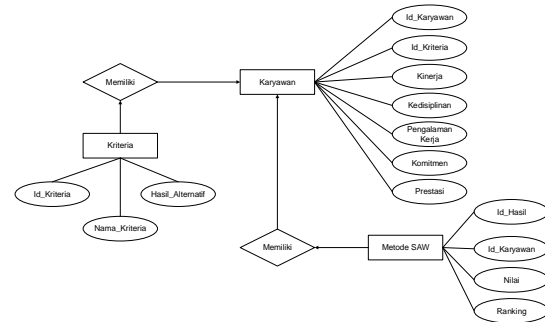 Id_Karyawan
Id_Kriteria
Kinerja
Kedisiplinan
Pengalaman
Kerja
Komitmen
Prestasi
Memiliki
Karyawan
Kriteria
Id_Kriteria
Hasil_Alternatif
Nama_Kriteria
Memiliki
Metode SAW
Id_Hasil
Id_Karyawan
Nilai
Ranking